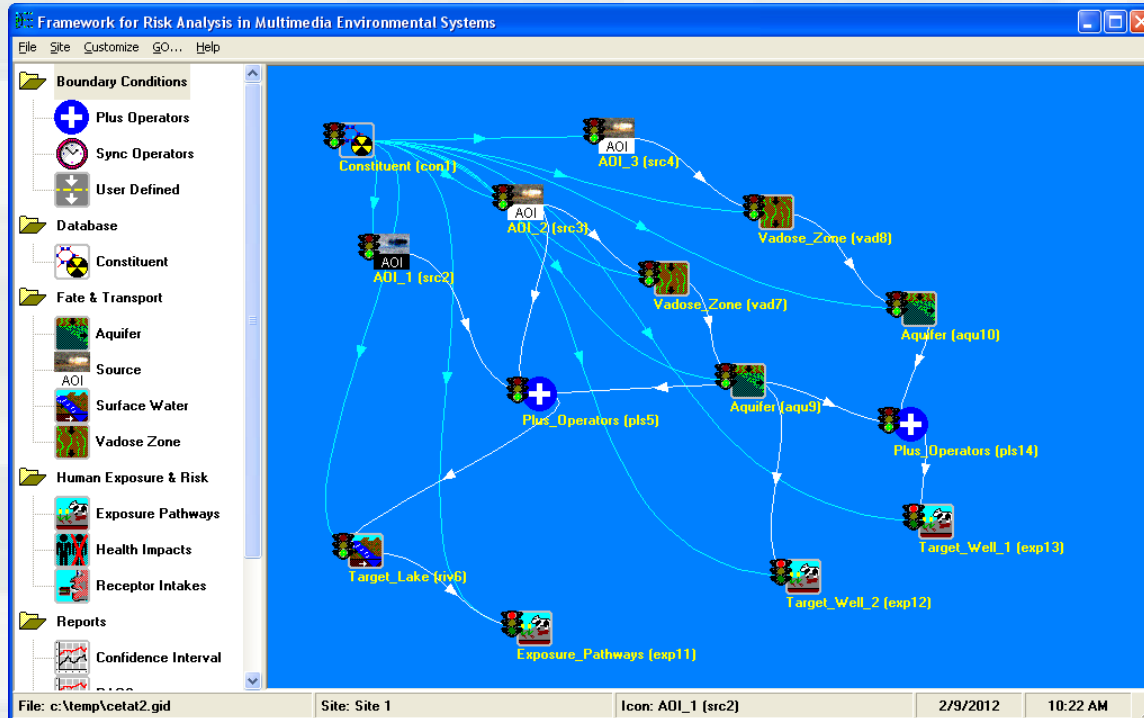 Framework for Risk Analysis in Multimedia Environmental Systems
File Site Customize GO... Help
Boundary Conditions
Plus Operators
Sync Operators
User Defined
Database
Constituent
Fate & Transport
Aquifer
Source
AOI
Surface Water
Vadose Zone
Human Exposure & Risk
Exposure Pathways
Health Impacts
Receptor Intakes
Reports
Confidence Interval
Constituent (con1)
AOI
AOI_3 (src4)
AOI
AOI_2 (src3)
Vadose_Zone (vad8)
AOI
AOI_1 (src2)
Vadose_Zone (vad7)
Aquifer (aqu10)
Aquifer (aqu9)
Plus_Operators (pls5)
Plus_Operators (pls14)
Target_Well_1 (exp13)
Target_Lake (riv6)
Target_Well_2 (exp12)
Exposure_Pathways (exp11)
File: c:\temp\cetat2.gid Site: Site 1 Icon: AOI_1 (src2) 2/9/2012 10:22 AM